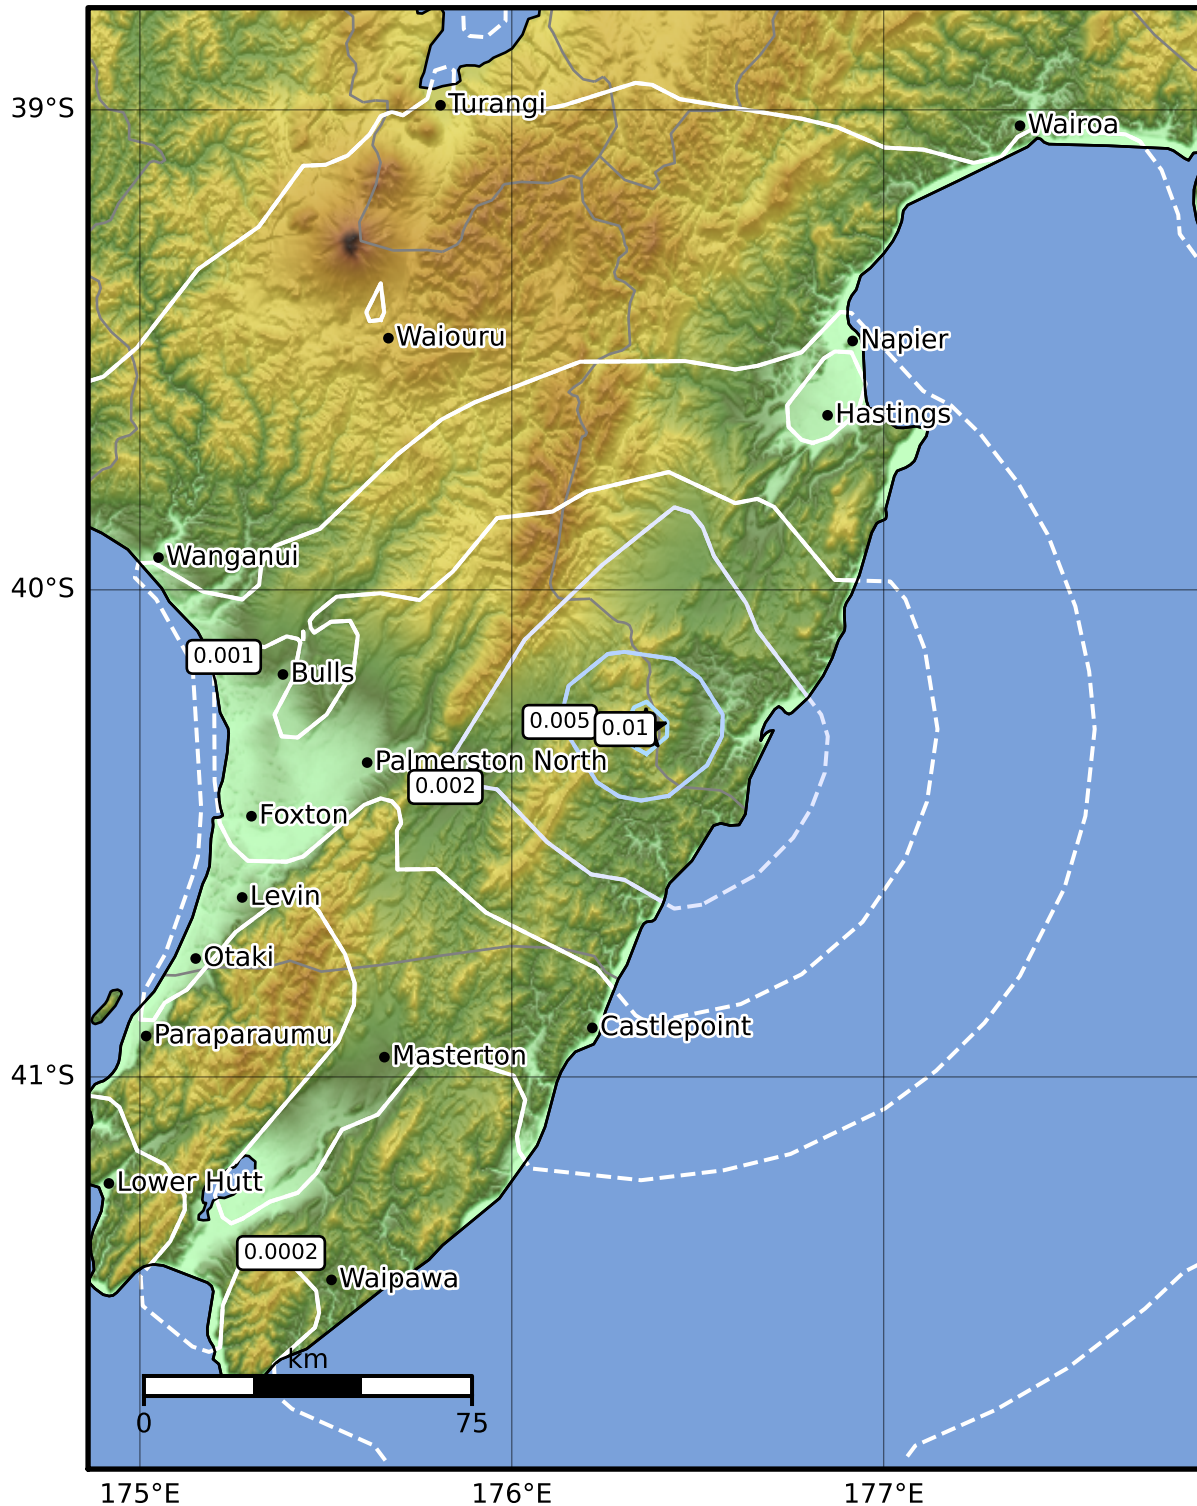 39°S
Turangi
Wairoa
Waiouru
Napier
Hastings
Wanganui
40°S
0.001
Bulls
0.005
0.01
Palmerston North
0.002
Foxton
Levin
Otaki
Paraparaumu
Castlepoint
Masterton
41°S
Lower Hutt
0.0002
Waipawa
km
0
75
175°E
176°E
177°E